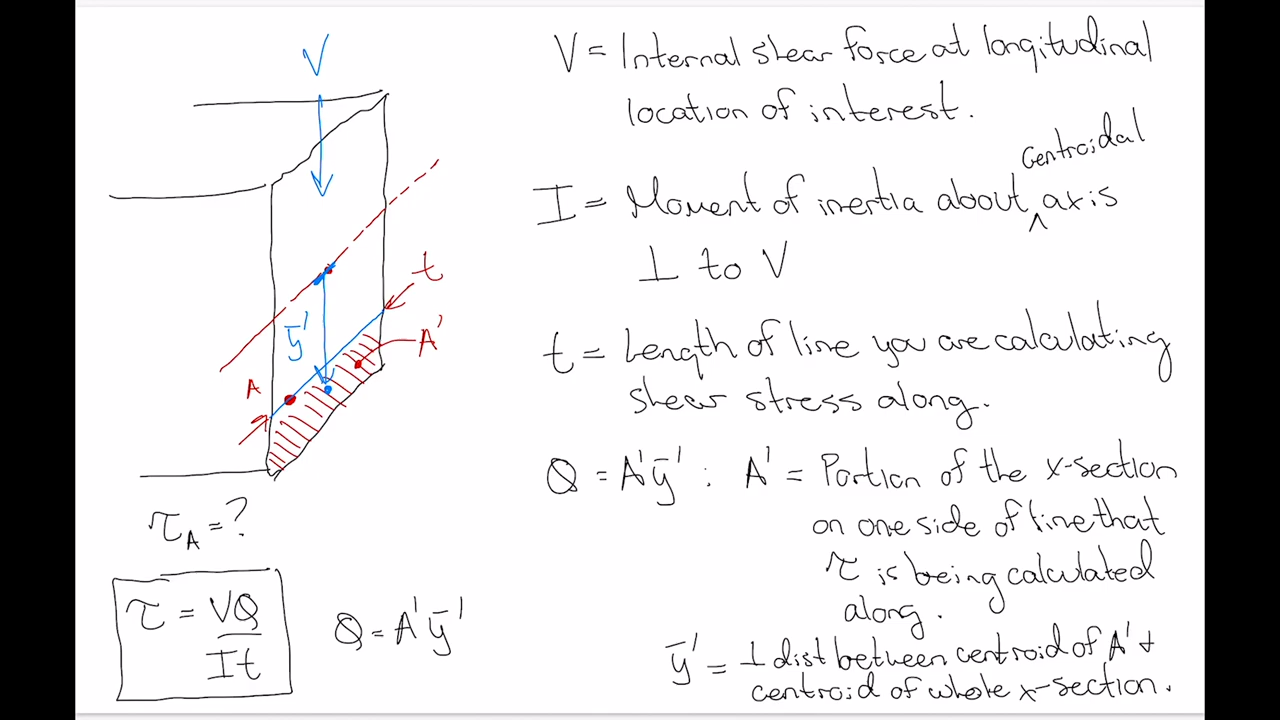 V
t
ȳ'
A'
A
τA = ?
τ = VQ
It
Q = A'ȳ'
V = Internal shear force at longitudinal
location of interest.
centroidal
I = Moment of inertia about ^ axis
⊥ to V
t = Length of line you are calculating
shear stress along.
Q = A'ȳ' : A' = Portion of the x-section
on one side of line that
τ is being calculated
along.
ȳ' = ⊥ dist between centroid of A' &
centroid of whole x-section.